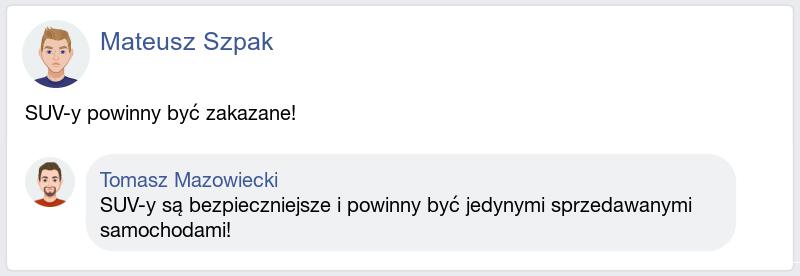 Mateusz Szpak
SUV-y powinny być zakazane!
Tomasz Mazowiecki
SUV-y są bezpieczniejsze i powinny być jedynymi sprzedawanymi
samochodami!